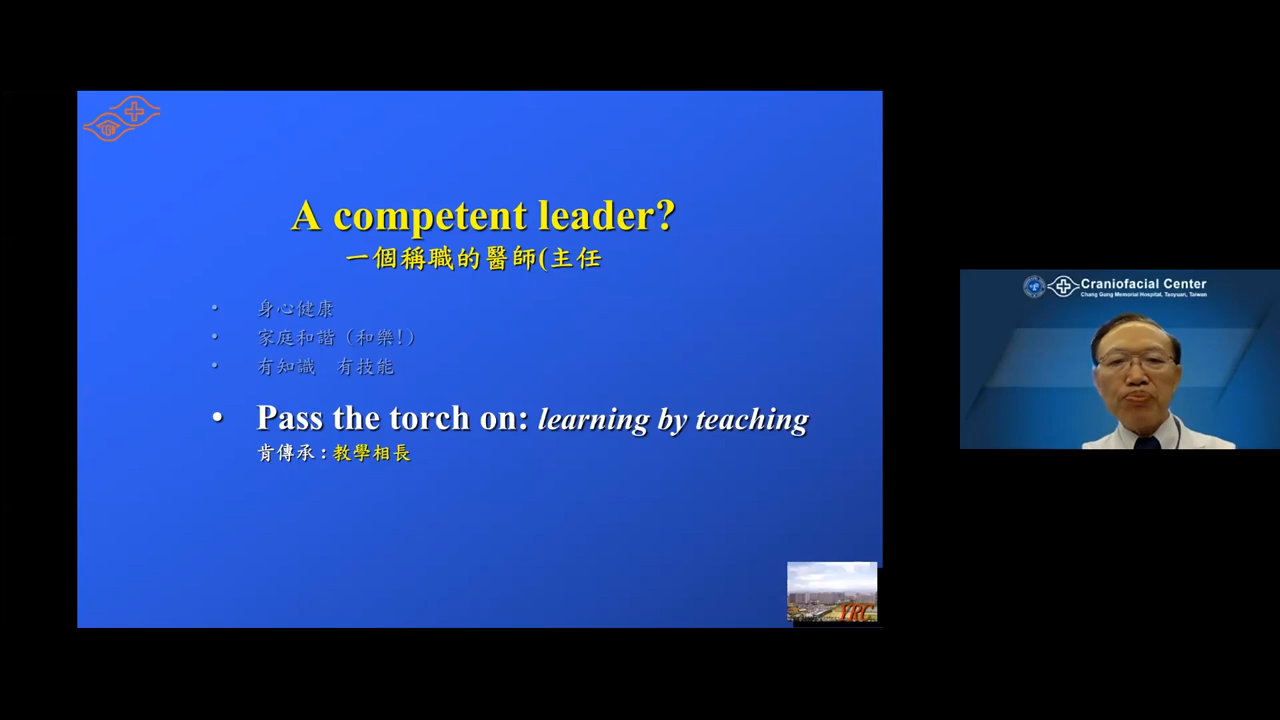 A competent leader?
一個稱職的醫師(主任
• 身心健康
• 家庭和諧（和樂!）
• 有知識　有技能
• Pass the torch on: learning by teaching
肯傳承 : 教學相長
YRC
Craniofacial Center
Chang Gung Memorial Hospital, Taoyuan, Taiwan